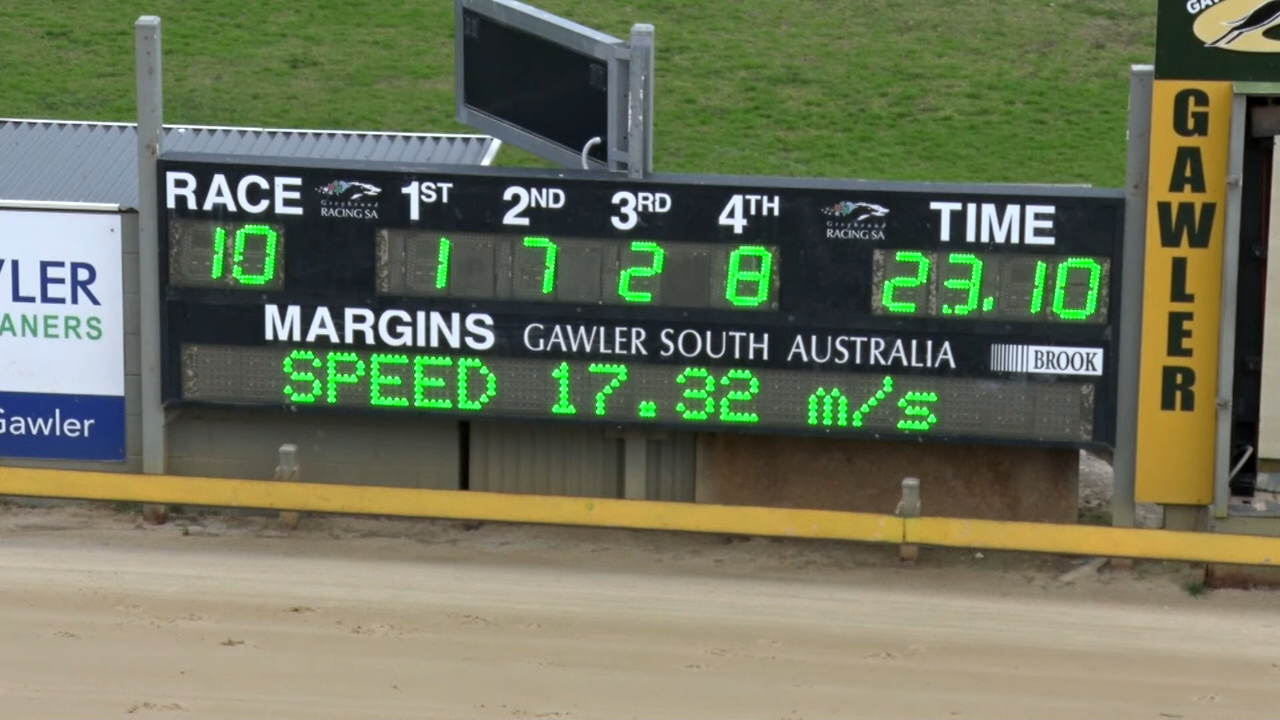 RACE Greyhound RACING SA 1ST 2ND 3RD 4TH Greyhound RACING SA TIME
10 1 7 2 8 23.10
MARGINS GAWLER SOUTH AUSTRALIA BROOK
SPEED 17.32 m/s
GAWLER
LER
ANERS
Gawler